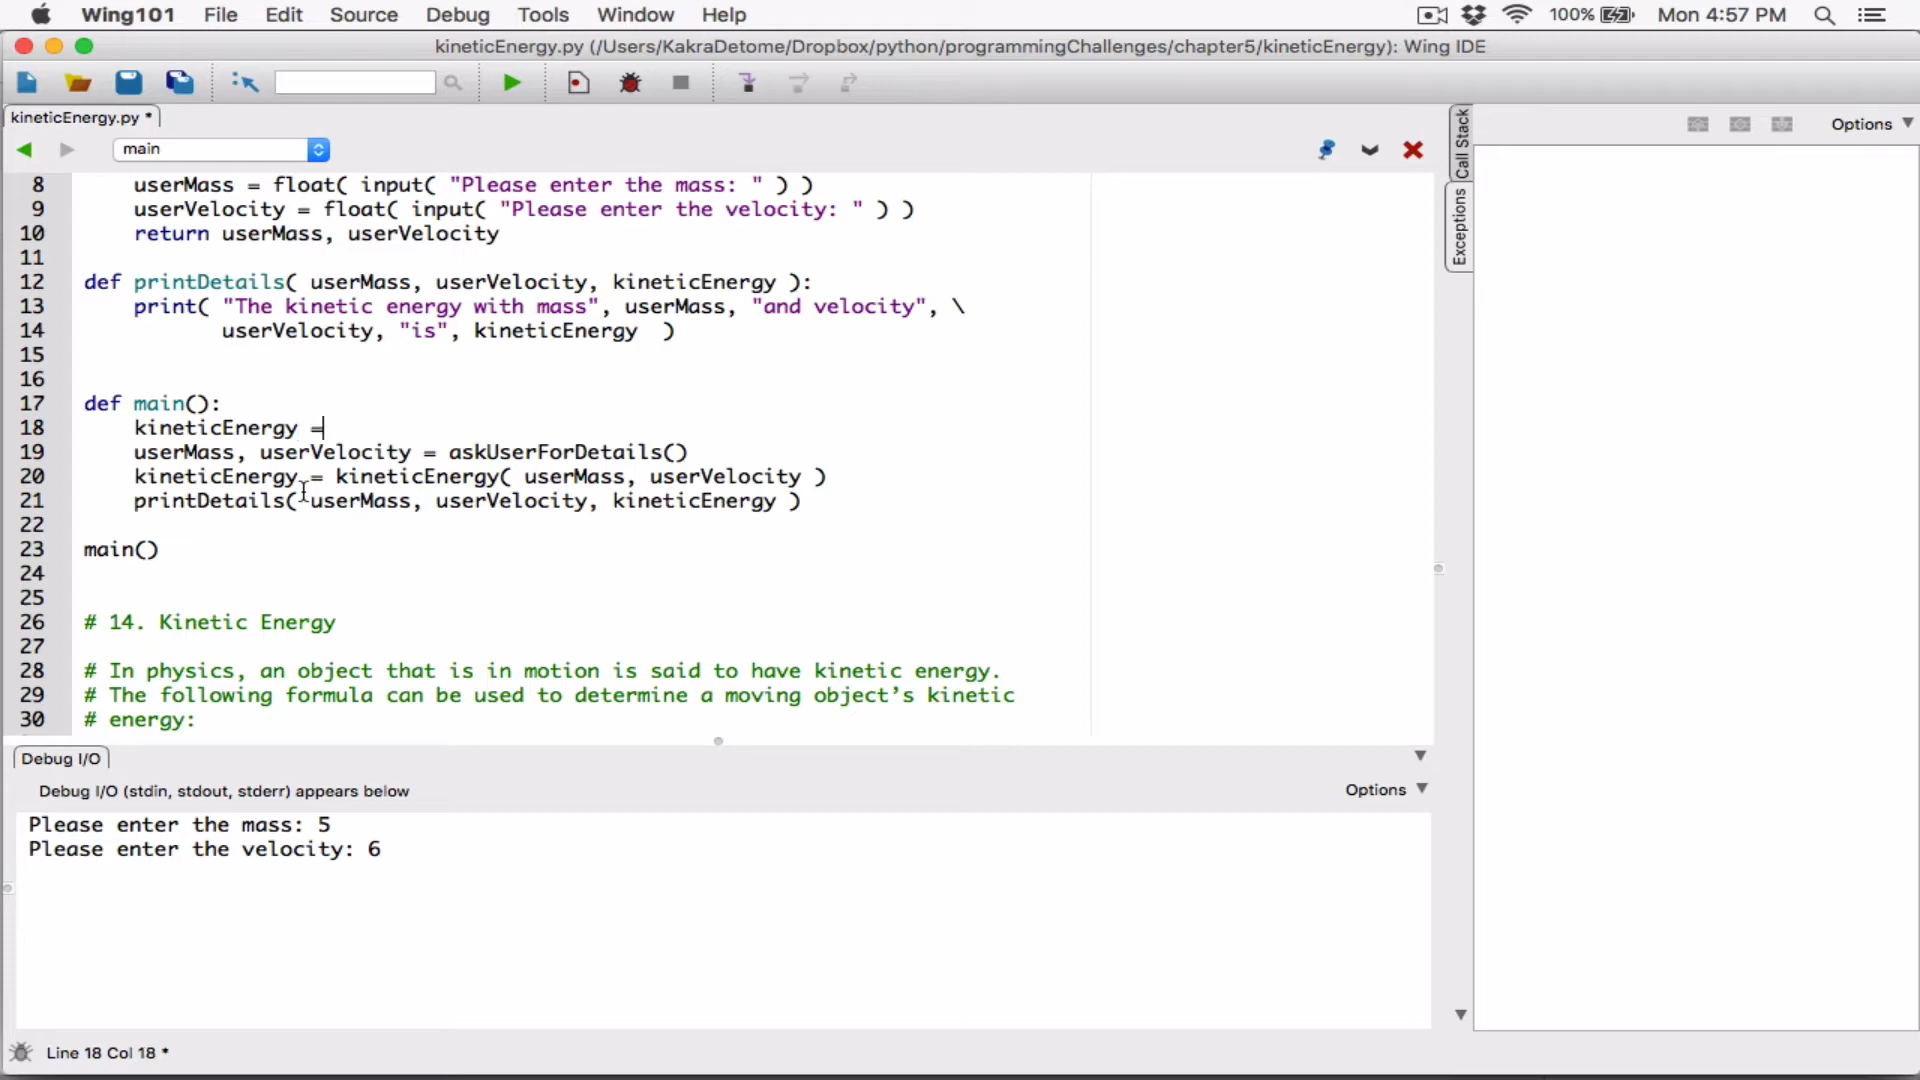 Wing101 File Edit Source Debug Tools Window Help 100% Mon 4:57 PM
kineticEnergy.py (/Users/KakraDetome/Dropbox/python/programmingChallenges/chapter5/kineticEnergy): Wing IDE
kineticEnergy.py *
main
Options
Call Stack
Exceptions
8 userMass = float( input( "Please enter the mass: " ) )
9 userVelocity = float( input( "Please enter the velocity: " ) )
10 return userMass, userVelocity
11
12 def printDetails( userMass, userVelocity, kineticEnergy ):
13 print( "The kinetic energy with mass", userMass, "and velocity", \
14 userVelocity, "is", kineticEnergy  )
15
16
17 def main():
18 kineticEnergy =
19 userMass, userVelocity = askUserForDetails()
20 kineticEnergy = kineticEnergy( userMass, userVelocity )
21 printDetails( userMass, userVelocity, kineticEnergy )
22
23 main()
24
25
26 # 14. Kinetic Energy
27
28 # In physics, an object that is in motion is said to have kinetic energy.
29 # The following formula can be used to determine a moving object’s kinetic
30 # energy:
Debug I/O
Debug I/O (stdin, stdout, stderr) appears below
Options
Please enter the mass: 5
Please enter the velocity: 6
Line 18 Col 18 *